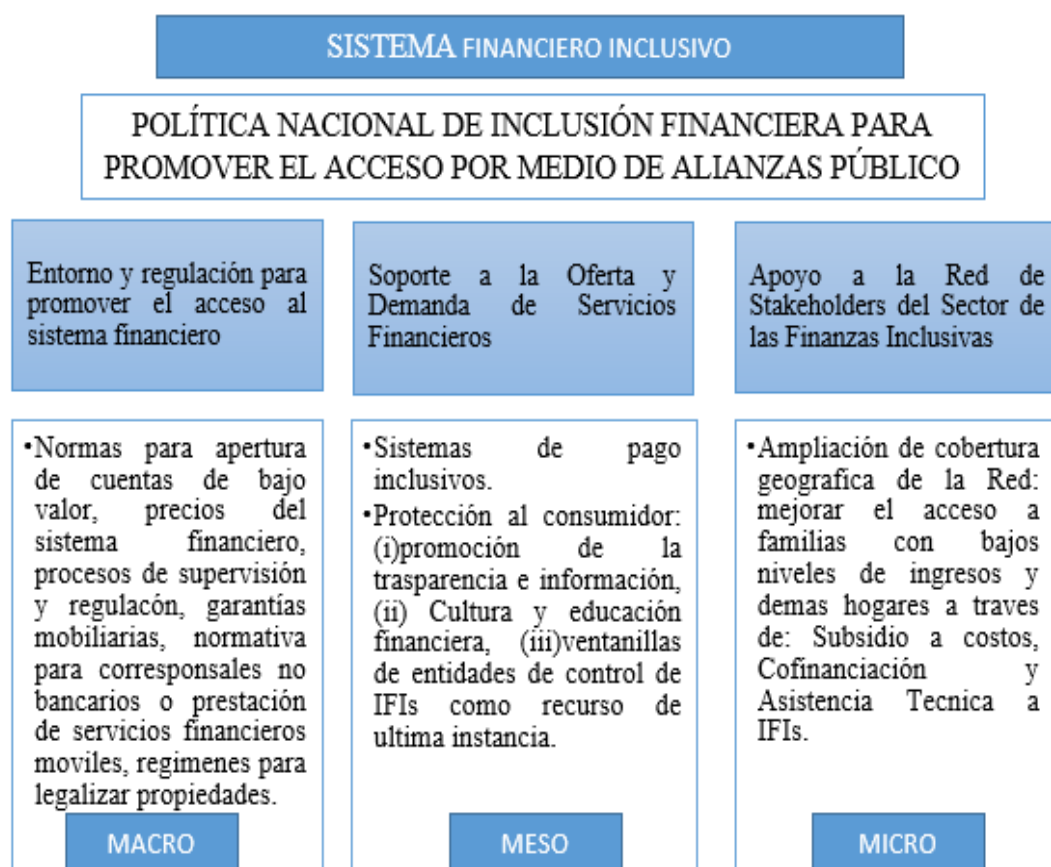 SISTEMA FINANCIERO INCLUSIVO
POLÍTICA NACIONAL DE INCLUSIÓN FINANCIERA PARA
PROMOVER EL ACCESO POR MEDIO DE ALIANZAS PÚBLICO
Entorno y regulación para
promover el acceso al
sistema financiero
Soporte a la Oferta y
Demanda de Servicios
Financieros
Apoyo a la Red de
Stakeholders del Sector de
las Finanzas Inclusivas
•Normas para apertura
de cuentas de bajo
valor, precios del
sistema financiero,
procesos de supervisión
y regulacón, garantías
mobiliarias, normativa
para corresponsales no
bancarios o prestación
de servicios financieros
moviles, regimenes para
legalizar propiedades.
MACRO
•Sistemas de pago
inclusivos.
•Protección al consumidor:
(i)promoción de la
trasparencia e información,
(ii) Cultura y educación
financiera, (iii)ventanillas
de entidades de control de
IFIs como recurso de
ultima instancia.
MESO
•Ampliación de cobertura
geografica de la Red:
mejorar el acceso a
familias con bajos
niveles de ingresos y
demas hogares a traves
de: Subsidio a costos,
Cofinanciación y
Asistencia Tecnica a
IFIs.
MICRO